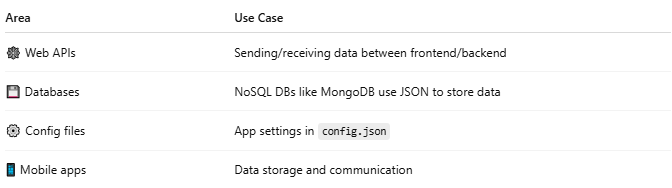 Area Use Case
🕸 Web APIs Sending/receiving data between frontend/backend
💾 Databases NoSQL DBs like MongoDB use JSON to store data
⚙ Config files App settings in config.json
📱 Mobile apps Data storage and communication